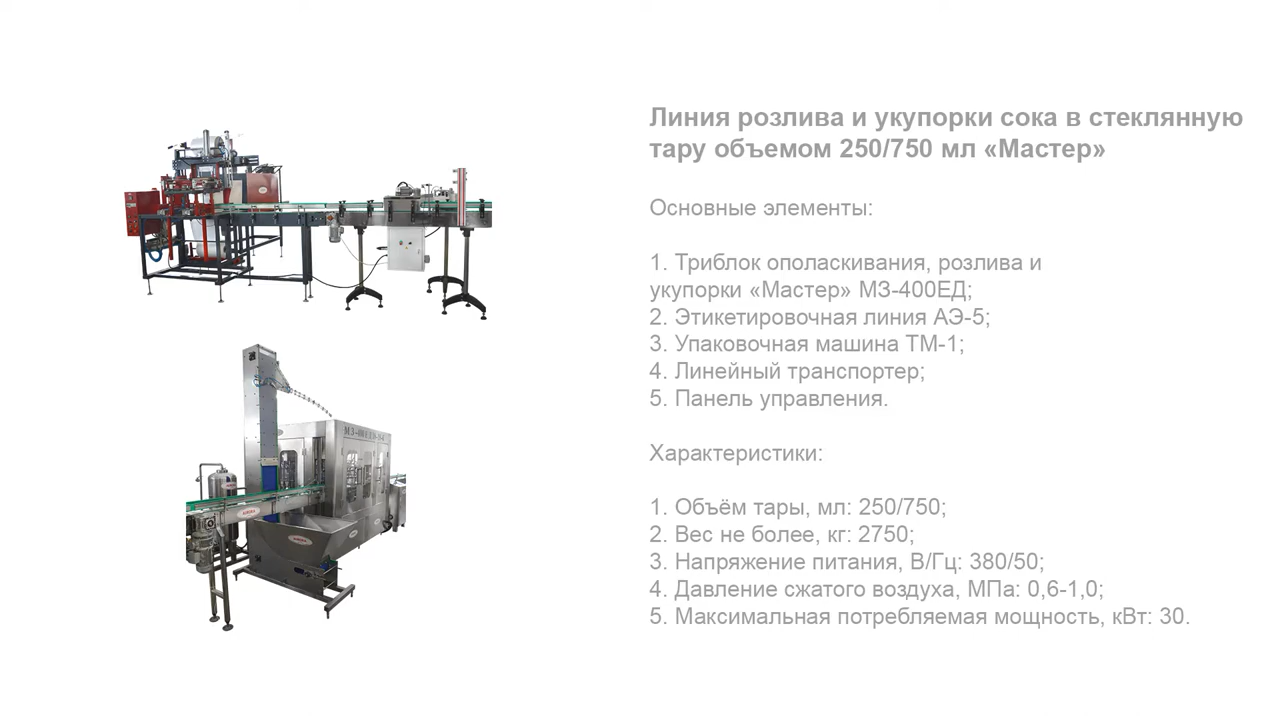 Линия розлива и укупорки сока в стеклянную
тару объемом 250/750 мл «Мастер»
Основные элементы:
1. Триблок ополаскивания, розлива и
укупорки «Мастер» МЗ-400ЕД;
2. Этикетировочная линия АЭ-5;
3. Упаковочная машина ТМ-1;
4. Линейный транспортер;
5. Панель управления.
Характеристики:
1. Объём тары, мл: 250/750;
2. Вес не более, кг: 2750;
3. Напряжение питания, В/Гц: 380/50;
4. Давление сжатого воздуха, МПа: 0,6-1,0;
5. Максимальная потребляемая мощность, кВт: 30.